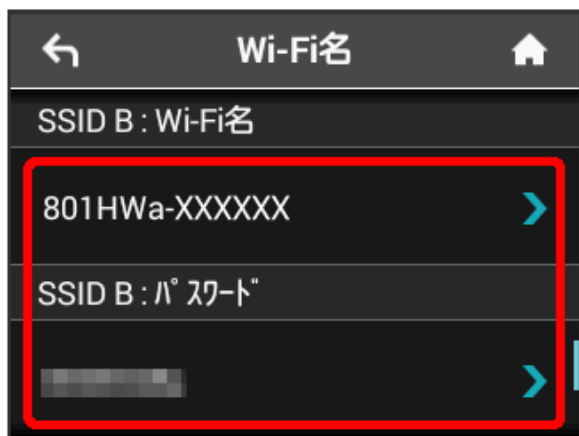 Wi-Fi名
SSID B : Wi-Fi名
801HWa-XXXXXX
SSID B : ﾊﾟｽﾜｰﾄﾞ